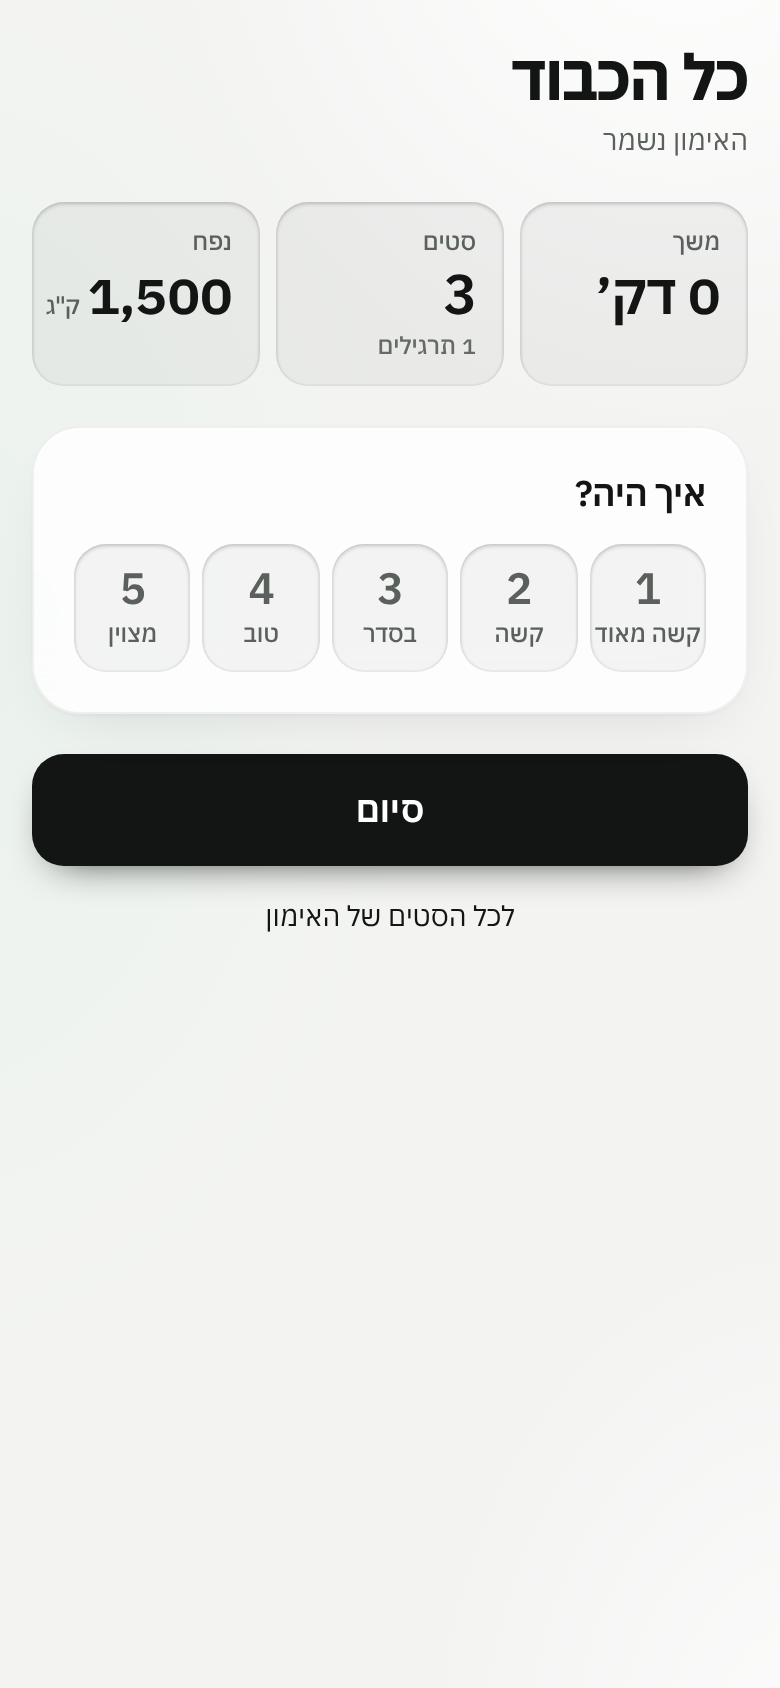 כל הכבוד
האימון נשמר
משך
0 דק׳
סטים
3
1 תרגילים
נפח
1,500 ק"ג
איך היה?
1
קשה מאוד
2
קשה
3
בסדר
4
טוב
5
מצוין
סיום
לכל הסטים של האימון